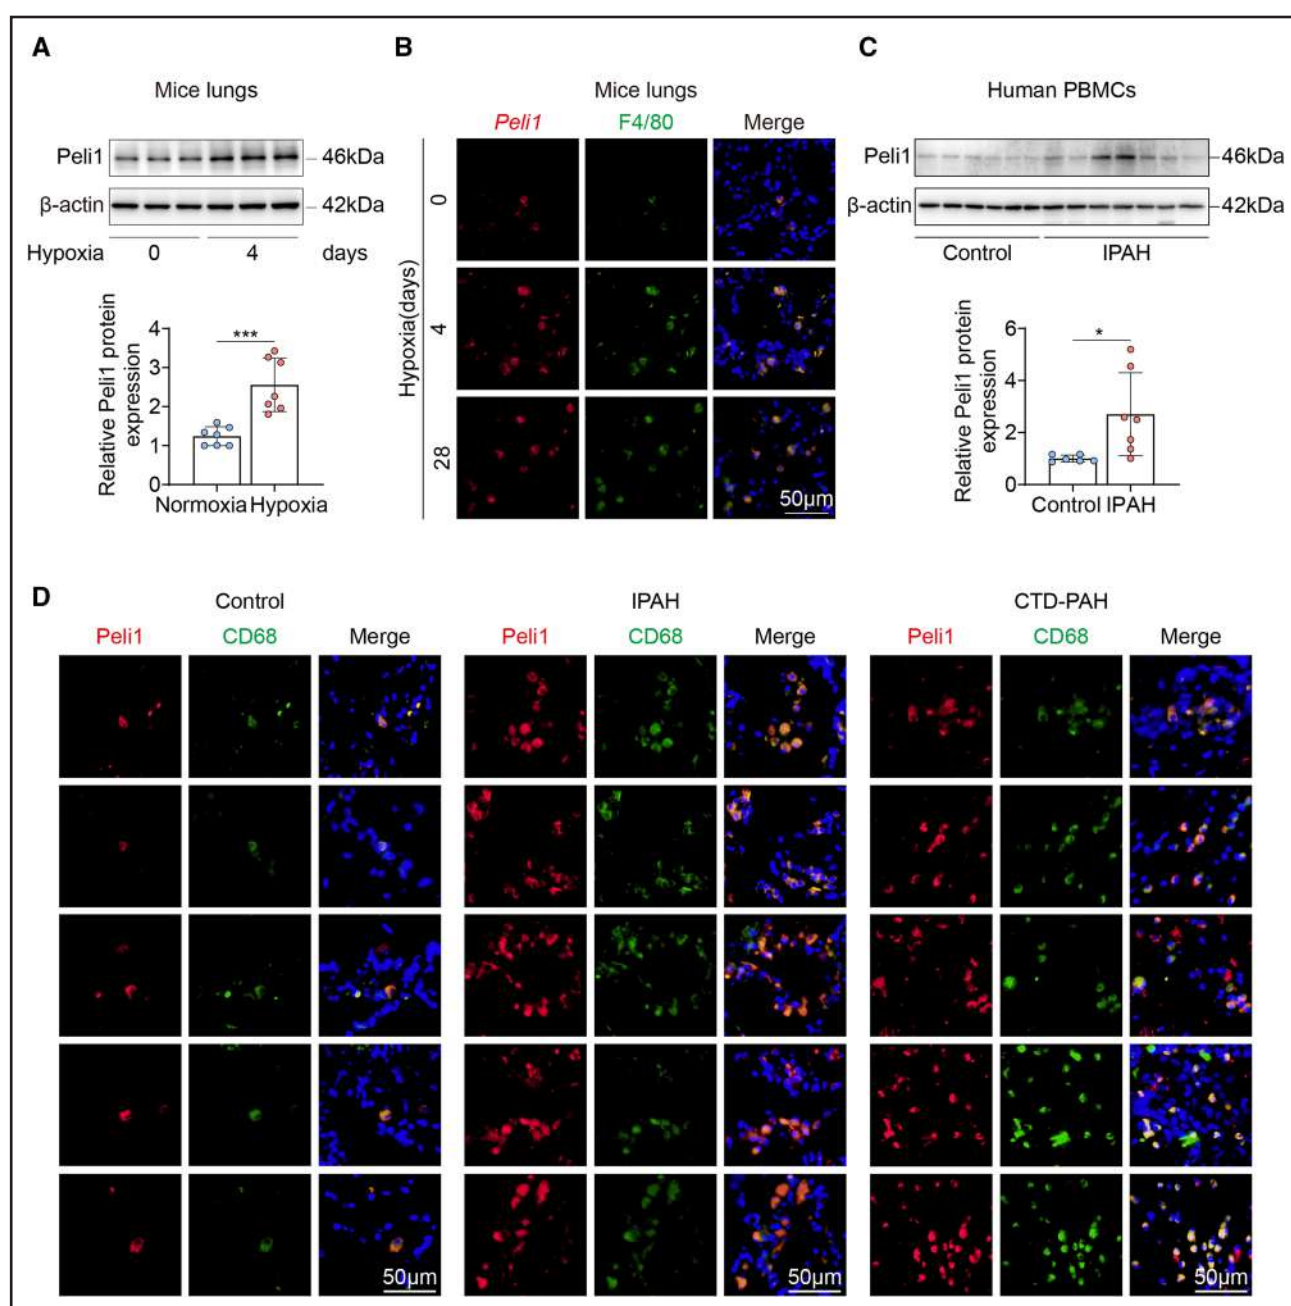 A
Mice lungs
Peli1
46kDa
β-actin
42kDa
Hypoxia 0 4 days
Relative Peli1 protein
expression
4
3
2
1
0
***
Normoxia Hypoxia
B
Mice lungs
Peli1 F4/80 Merge
Hypoxia(days)
0
4
28
50μm
C
Human PBMCs
Peli1
46kDa
β-actin
42kDa
Control IPAH
Relative Peli1 protein
expression
6
4
2
0
*
Control IPAH
D
Control IPAH CTD-PAH
Peli1 CD68 Merge Peli1 CD68 Merge Peli1 CD68 Merge
50μm 50μm 50μm